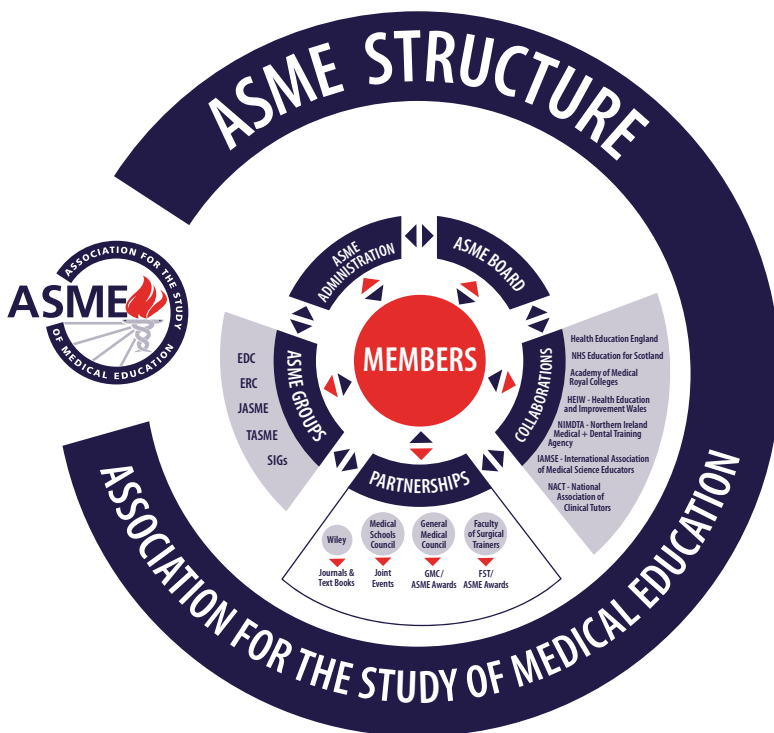 ASME STRUCTURE
ASSOCIATION FOR THE STUDY
ASME
OF MEDICAL EDUCATION
ASME
ADMINISTRATION
ASME BOARD
MEMBERS
ASME GROUPS
EDC
ERC
JASME
TASME
SIGs
COLLABORATIONS
Health Education England
NHS Education for Scotland
Academy of Medical
Royal Colleges
HEIW - Health Education
and Improvement Wales
NIMDTA - Northern Ireland
Medical + Dental Training
Agency
IAMSE - International Association
of Medical Science Educators
NACT - National
Association of
Clinical Tutors
PARTNERSHIPS
Wiley
Journals &
Text Books
Medical
Schools
Council
Joint
Events
General
Medical
Council
GMC/
ASME Awards
Faculty
of Surgical
Trainers
FST/
ASME Awards
ASSOCIATION FOR THE STUDY OF MEDICAL EDUCATION